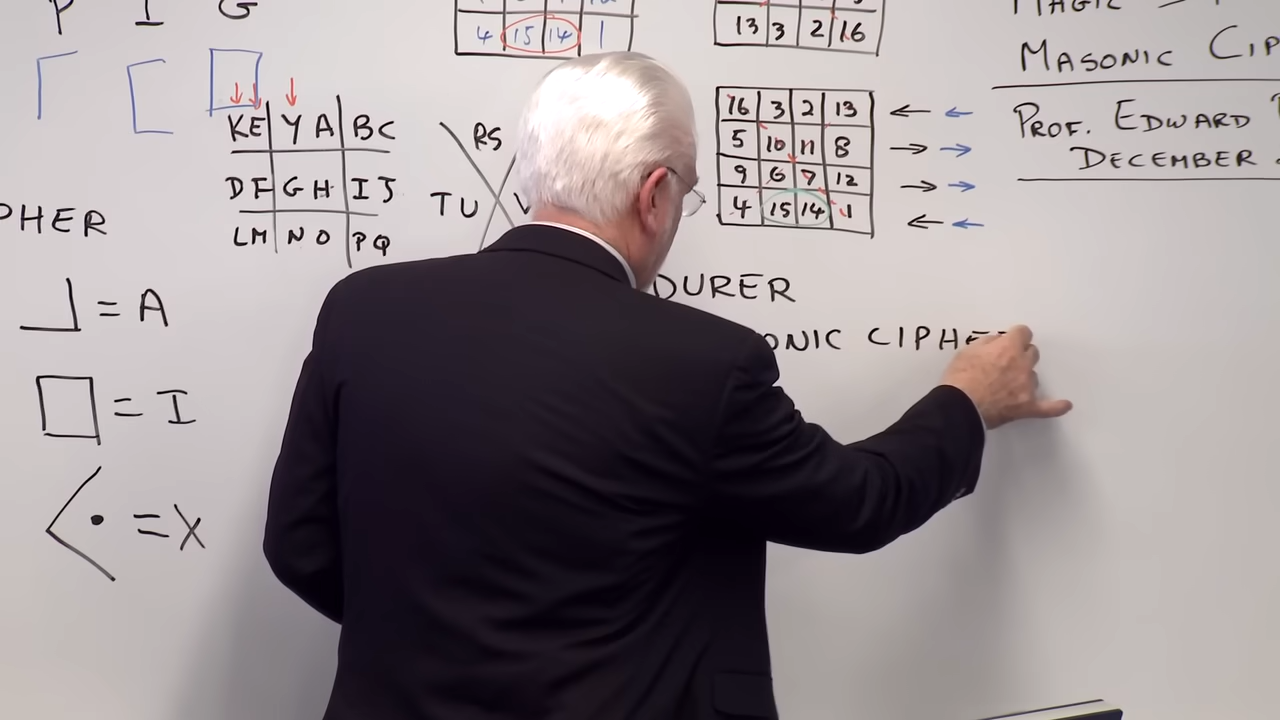 P I G
4 15 14 1
13 3 2 16
MAGIC
MASONIC CIP
PROF. EDWARD
DECEMBER
KE Y A BC
DF G H I J
LM N O P Q
RS
TU
16 3 2 13
5 10 11 8
9 6 7 12
4 15 14 1
PHER
= A
= I
= X
DURER
ONIC CIPHE